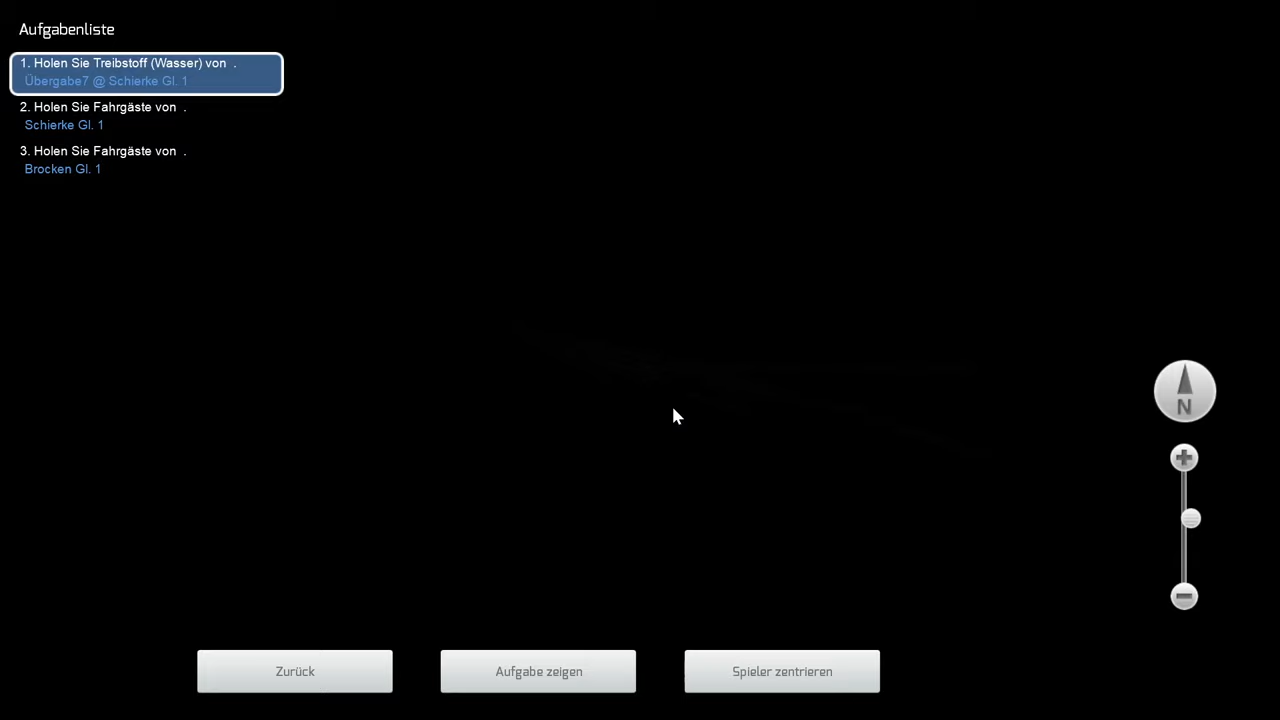 Aufgabenliste
1. Holen Sie Treibstoff (Wasser) von .
Übergabe7 @ Schierke Gl. 1
2. Holen Sie Fahrgäste von .
Schierke Gl. 1
3. Holen Sie Fahrgäste von .
Brocken Gl. 1
N
Zurück
Aufgabe zeigen
Spieler zentrieren